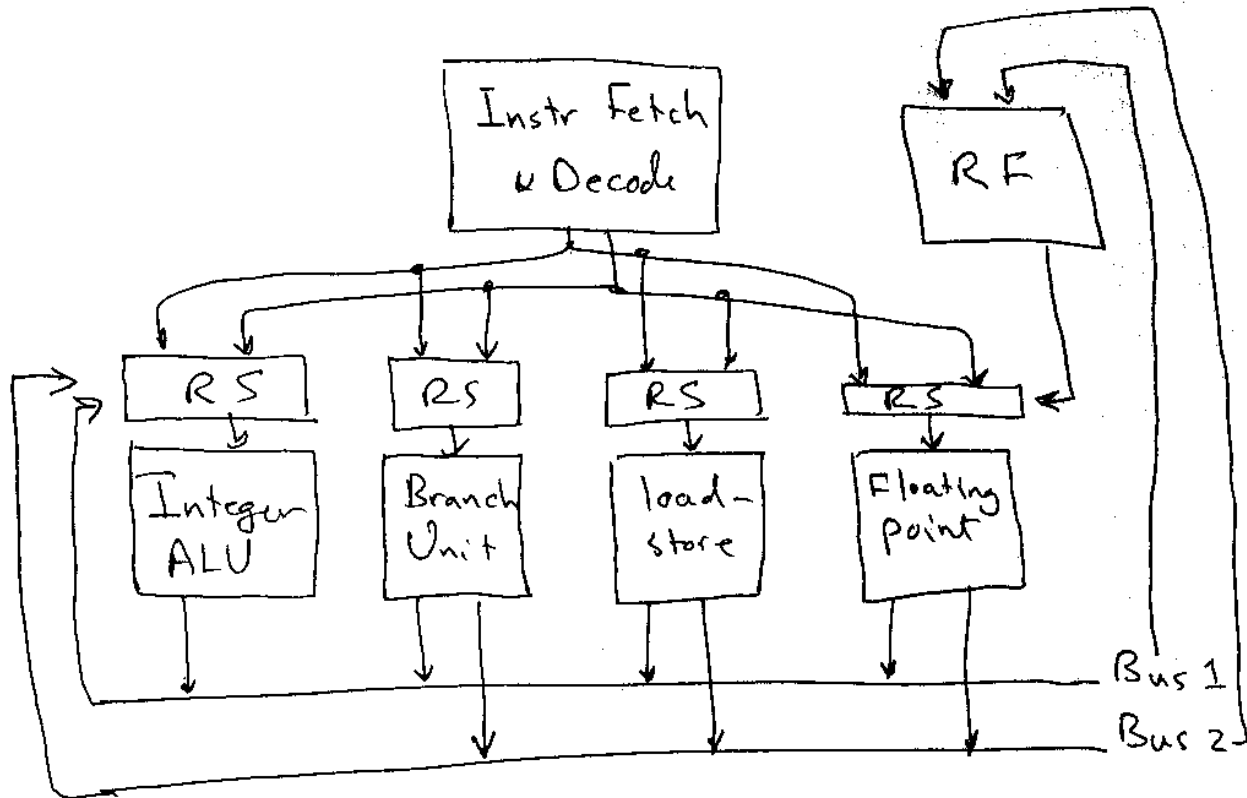 Instr Fetch
& Decode
RF
RS
RS
RS
RS
Integer
ALU
Branch
Unit
load-
store
Floating
point
Bus 1
Bus 2